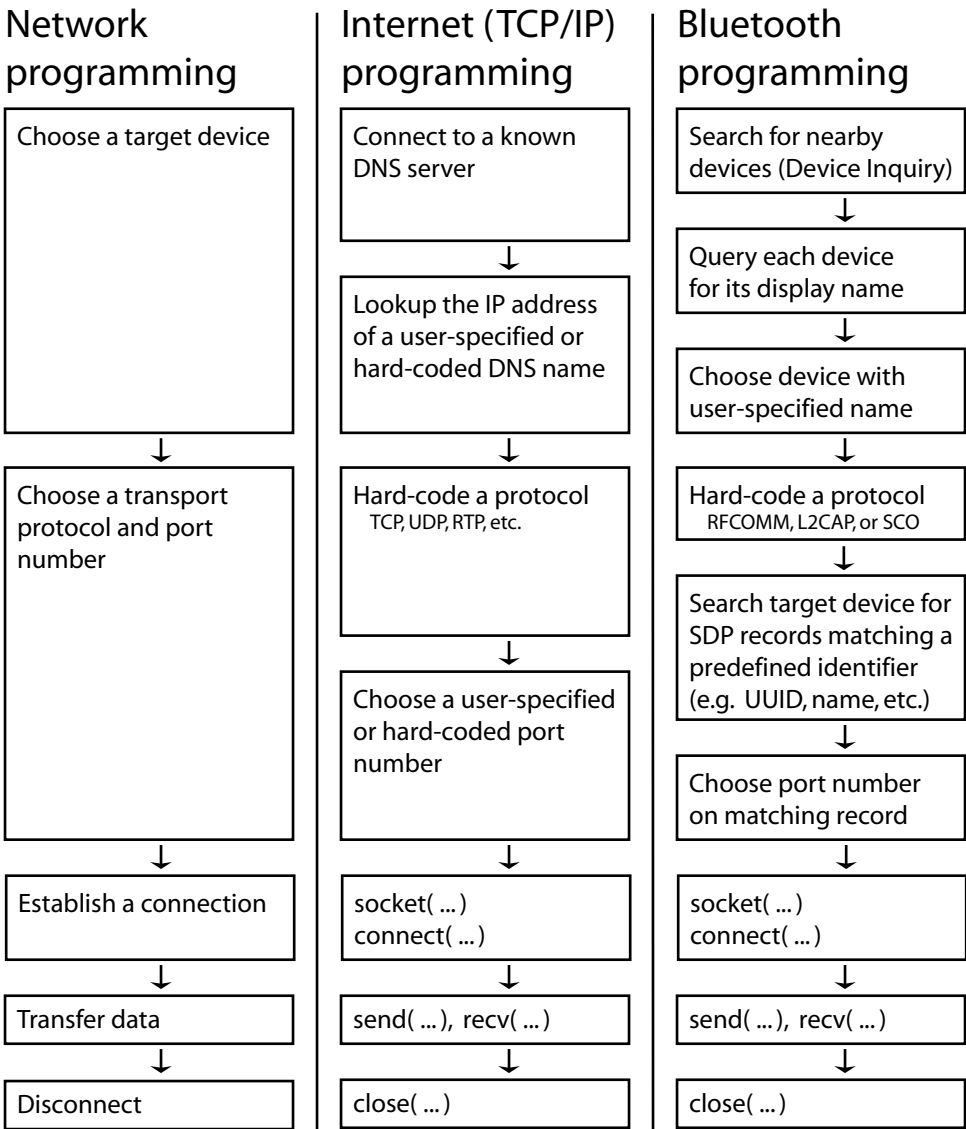 Network
programming
Choose a target device
Choose a transport
protocol and port
number
Establish a connection
Transfer data
Disconnect
Internet (TCP/IP)
programming
Connect to a known
DNS server
Lookup the IP address
of a user-specified or
hard-coded DNS name
Hard-code a protocol
TCP, UDP, RTP, etc.
Choose a user-specified
or hard-coded port
number
socket( ... )
connect( ... )
send( ... ), recv( ... )
close( ... )
Bluetooth
programming
Search for nearby
devices (Device Inquiry)
Query each device
for its display name
Choose device with
user-specified name
Hard-code a protocol
RFCOMM, L2CAP, or SCO
Search target device for
SDP records matching a
predefined identifier
(e.g. UUID, name, etc.)
Choose port number
on matching record
socket( ... )
connect( ... )
send( ... ), recv( ... )
close( ... )